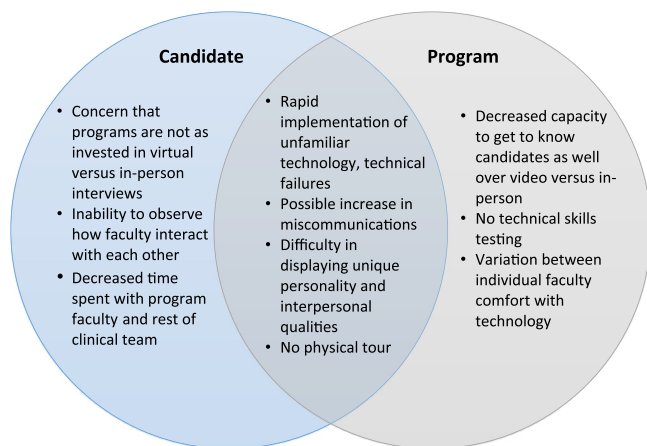 Candidate
• Concern that
programs are not as
invested in virtual
versus in-person
interviews
• Inability to observe
how faculty interact
with each other
• Decreased time
spent with program
faculty and rest of
clinical team
• Rapid
implementation of
unfamiliar
technology, technical
failures
• Possible increase in
miscommunications
• Difficulty in
displaying unique
personality and
interpersonal
qualities
• No physical tour
Program
• Decreased capacity
to get to know
candidates as well
over video versus in-
person
• No technical skills
testing
• Variation between
individual faculty
comfort with
technology